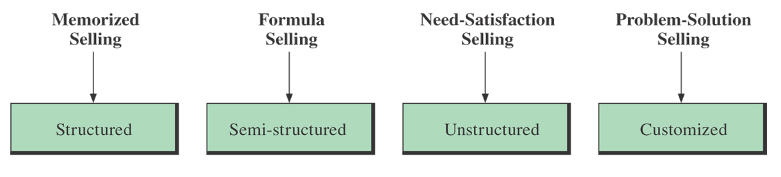 Memorized
Selling
Formula
Selling
Need-Satisfaction
Selling
Problem-Solution
Selling
Structured
Semi-structured
Unstructured
Customized